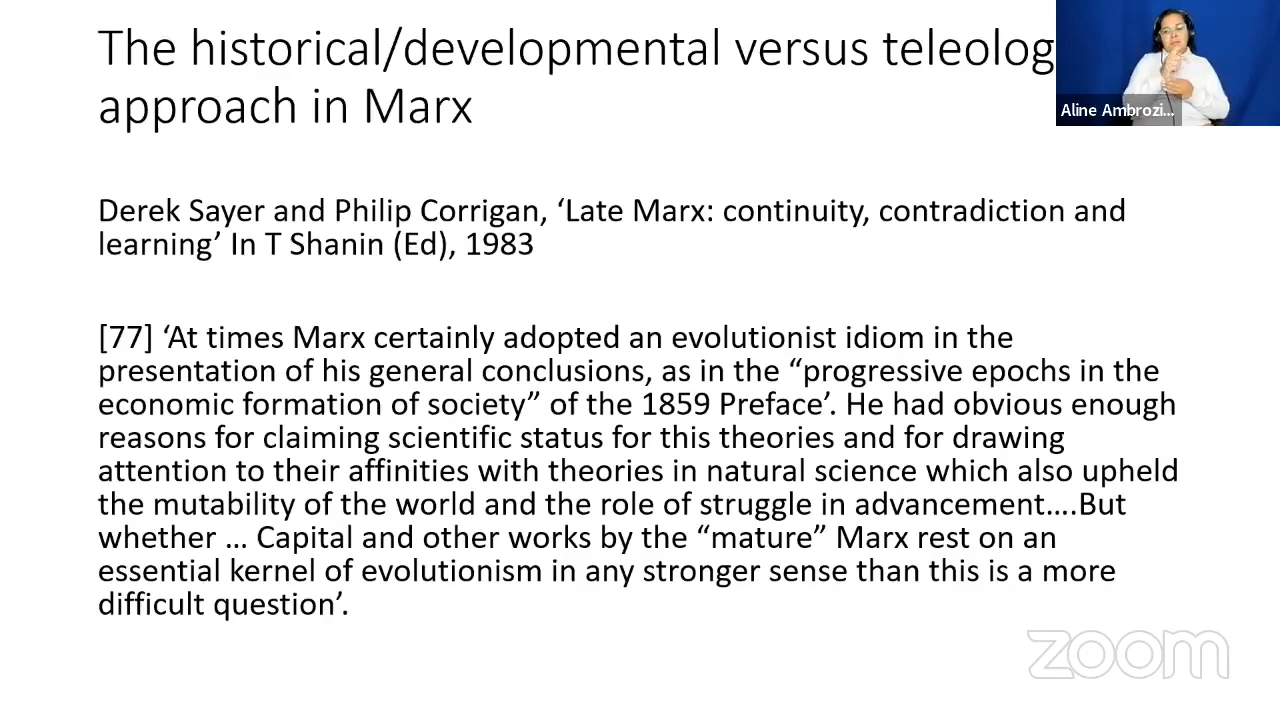 The historical/developmental versus teleolog
approach in Marx
Aline Ambrozi...
Derek Sayer and Philip Corrigan, ‘Late Marx: continuity, contradiction and
learning’ In T Shanin (Ed), 1983
[77] ‘At times Marx certainly adopted an evolutionist idiom in the
presentation of his general conclusions, as in the “progressive epochs in the
economic formation of society” of the 1859 Preface’. He had obvious enough
reasons for claiming scientific status for this theories and for drawing
attention to their affinities with theories in natural science which also upheld
the mutability of the world and the role of struggle in advancement….But
whether … Capital and other works by the “mature” Marx rest on an
essential kernel of evolutionism in any stronger sense than this is a more
difficult question’.
zoom